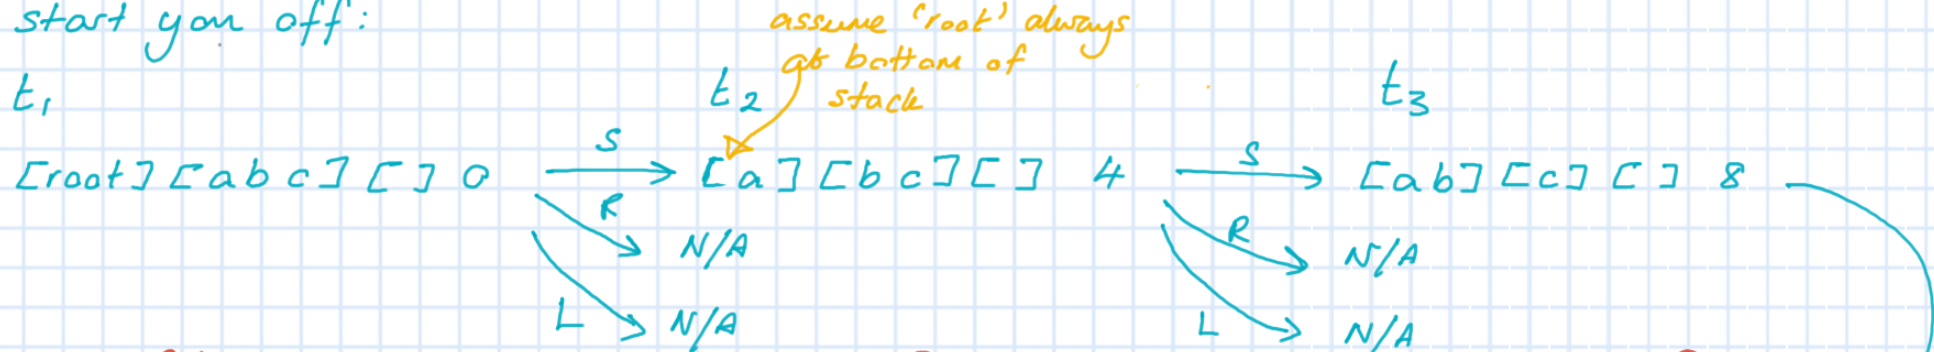 start you off:
assume 'root' always
at bottom of
stack
t1
t2
t3
[root] [a b c] [ ] 0
S
[a] [b c] [ ] 4
S
[a b] [c] [ ] 8
R
N/A
R
N/A
L
N/A
L
N/A